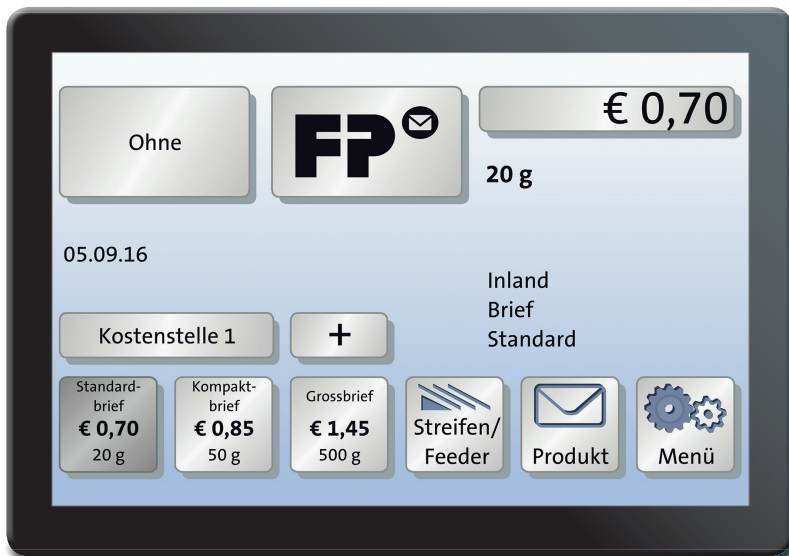 Ohne
FP
€ 0,70
20 g
05.09.16
Inland
Brief
Standard
Kostenstelle 1
+
Standard-
brief
€ 0,70
20 g
Kompakt-
brief
€ 0,85
50 g
Grossbrief
€ 1,45
500 g
Streifen/
Feeder
Produkt
Menü